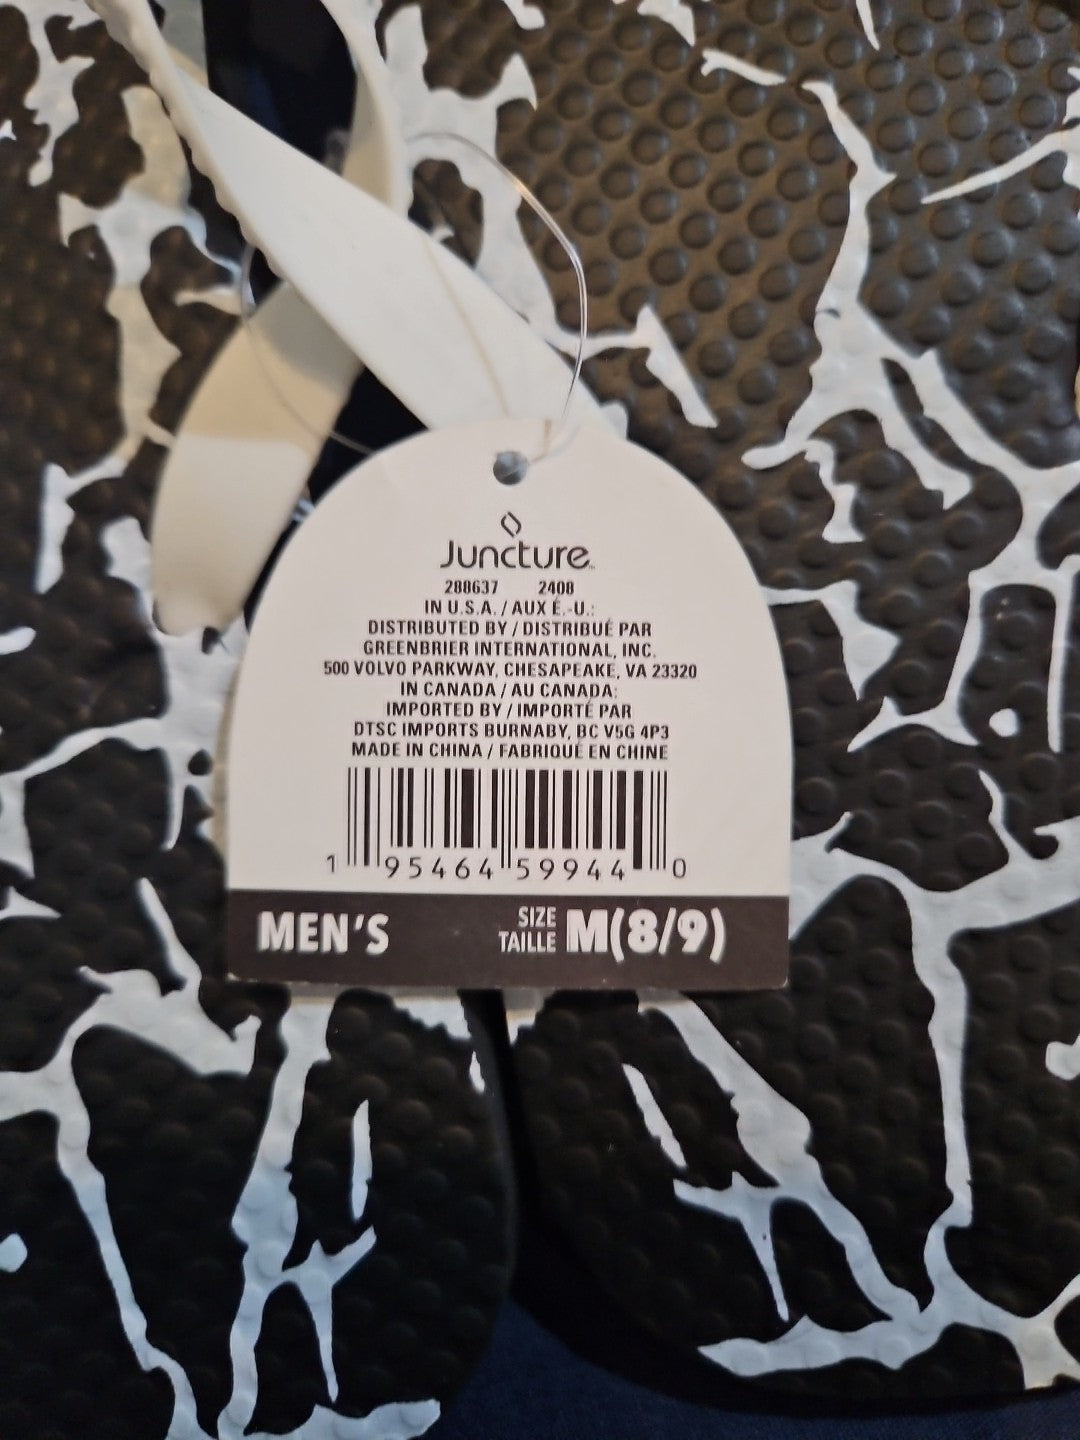 Juncture™
288637 2408
IN U.S.A. / AUX É.-U.:
DISTRIBUTED BY / DISTRIBUÉ PAR
GREENBRIER INTERNATIONAL, INC.
500 VOLVO PARKWAY, CHESAPEAKE, VA 23320
IN CANADA / AU CANADA:
IMPORTED BY / IMPORTÉ PAR
DTSC IMPORTS BURNABY, BC V5G 4P3
MADE IN CHINA / FABRIQUÉ EN CHINE
1 95464 59944 0
MEN'S SIZE TAILLE M(8/9)